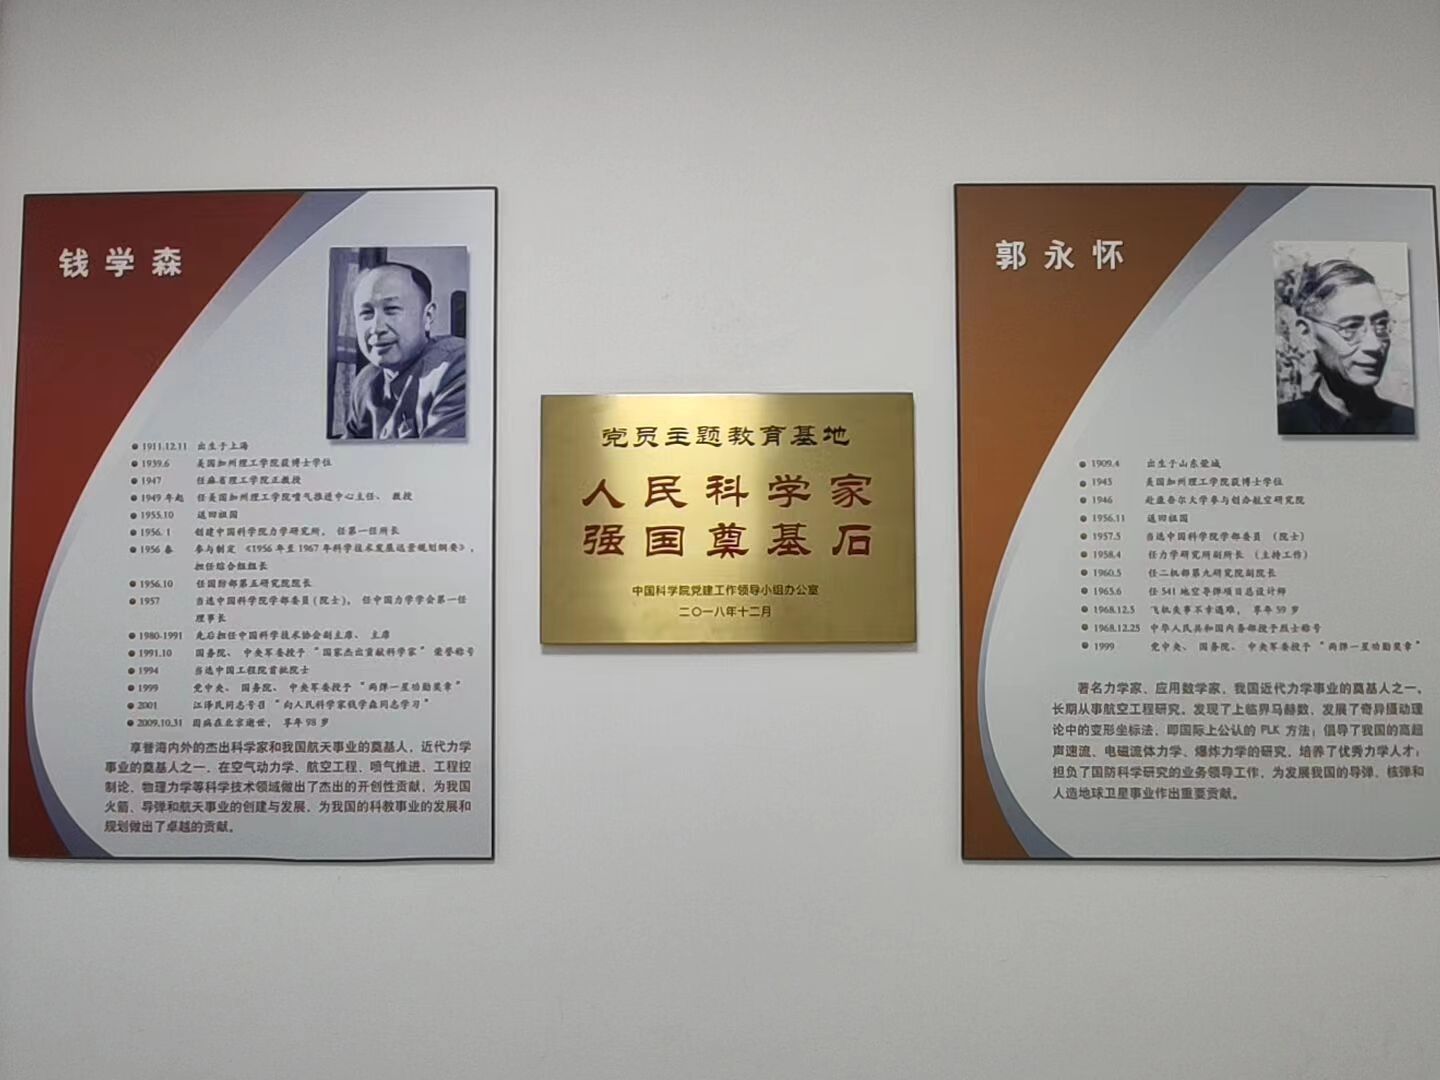 钱学森
1911.12.11 出生于上海
1939.6 美国加州理工学院获博士学位
1947 任麻省理工学院正教授
1949年起 任美国加州理工学院喷气推进中心主任、教授
1955.10 返回祖国
1956.1 创建中国科学院力学研究所，任第一任所长
1956春 参与制定《1956年至1967年科学技术发展远景规划纲要》，
担任综合组组长
1956.10 任国防部第五研究院院长
1957 当选中国科学院学部委员(院士)，任中国力学学会第一任
理事长
1980-1991 先后担任中国科学技术协会副主席、主席
1991.10 国务院、中央军委授予“国家杰出贡献科学家”荣誉称号
1994 当选中国工程院首批院士
1999 党中央、国务院、中央军委授予“两弹一星功勋奖章”
2001 江泽民同志号召“向人民科学家钱学森同志学习”
2009.10.31 因病在北京逝世，享年98岁
享誉海内外的杰出科学家和我国航天事业的奠基人，近代力学
事业的奠基人之一，在空气动力学、航空工程、喷气推进、工程控
制论、物理力学等科学技术领域做出了杰出的开创性贡献，为我国
火箭、导弹和航天事业的创建与发展，为我国的科教事业的发展和
规划做出了卓越的贡献。
党员主题教育基地
人民科学家
强国奠基石
中国科学院党建工作领导小组办公室
二〇一八年十二月
郭永怀
1909.4 出生于山东荣城
1945 美国加州理工学院获博士学位
1946 赴康奈尔大学参与创办航空研究院
1956.11 返回祖国
1957.5 当选中国科学院学部委员（院士）
1958.4 任力学研究所副所长（主持工作）
1960.5 任二机部第九研究院副院长
1965.6 任541地空导弹项目总设计师
1968.12.5 飞机失事不幸遇难，享年59岁
1968.12.25 中华人民共和国内务部授予烈士称号
1999 党中央、国务院、中央军委授予“两弹一星功勋奖章”
著名力学家、应用数学家，我国近代力学事业的奠基人之一。
长期从事航空工程研究，发现了上临界马赫数，发展了奇异摄动理
论中的变形坐标法，即国际上公认的 PLK 方法；倡导了我国的高超
声速流、电磁流体力学、爆炸力学的研究，培养了优秀力学人才；
担负了国防科学研究的业务领导工作，为发展我国的导弹、核弹和
人造地球卫星事业作出重要贡献。